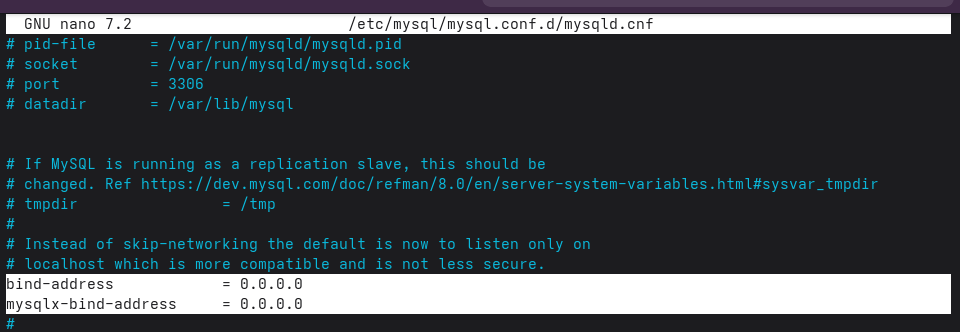 GNU nano 7.2 /etc/mysql/mysql.conf.d/mysqld.cnf
# pid-file = /var/run/mysqld/mysqld.pid
# socket = /var/run/mysqld/mysqld.sock
# port = 3306
# datadir = /var/lib/mysql
# If MySQL is running as a replication slave, this should be
# changed. Ref https://dev.mysql.com/doc/refman/8.0/en/server-system-variables.html#sysvar_tmpdir
# tmpdir = /tmp
#
# Instead of skip-networking the default is now to listen only on
# localhost which is more compatible and is not less secure.
bind-address = 0.0.0.0
mysqlx-bind-address = 0.0.0.0
#